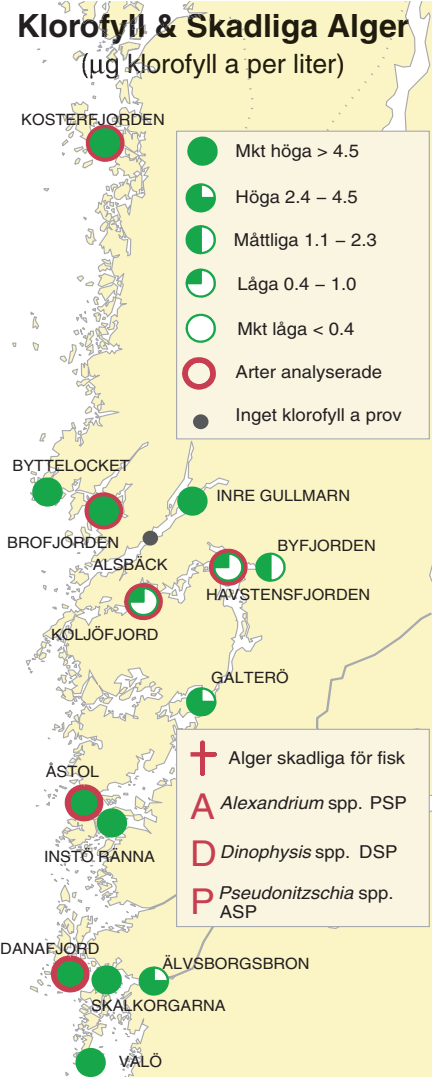 Klorofyll & Skadliga Alger
(µg klorofyll a per liter)
KOSTERFJORDEN
Mkt höga > 4.5
Höga 2.4 – 4.5
Måttliga 1.1 – 2.3
Låga 0.4 – 1.0
Mkt låga < 0.4
Arter analyserade
Inget klorofyll a prov
BYTTELOCKET
INRE GULLMARN
BROFJORDEN
BYFJORDEN
ALSBÄCK
HAVSTENSFJORDEN
KOLJÖFJORD
GALTERÖ
Alger skadliga för fisk
ÅSTOL
A Alexandrium spp. PSP
INSTÖ RÄNNA
D Dinophysis spp. DSP
P Pseudonitzschia spp.
ASP
DANAFJORD
ÄLVSBORGSBRON
SKALKORGARNA
VALÖ